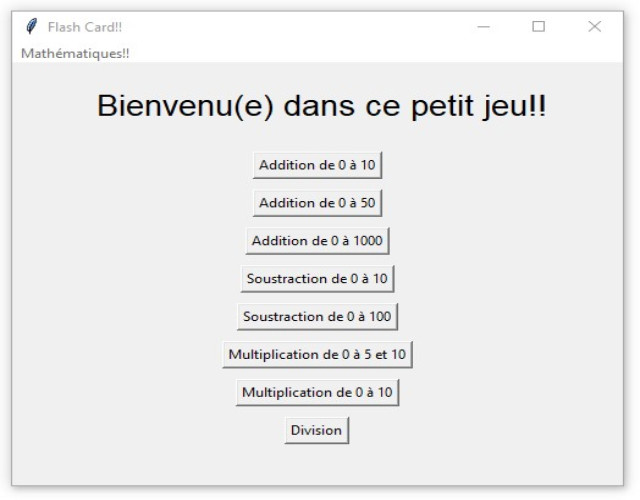 Flash Card!!
Mathématiques!!
Bienvenu(e) dans ce petit jeu!!
Addition de 0 à 10
Addition de 0 à 50
Addition de 0 à 1000
Soustraction de 0 à 10
Soustraction de 0 à 100
Multiplication de 0 à 5 et 10
Multiplication de 0 à 10
Division